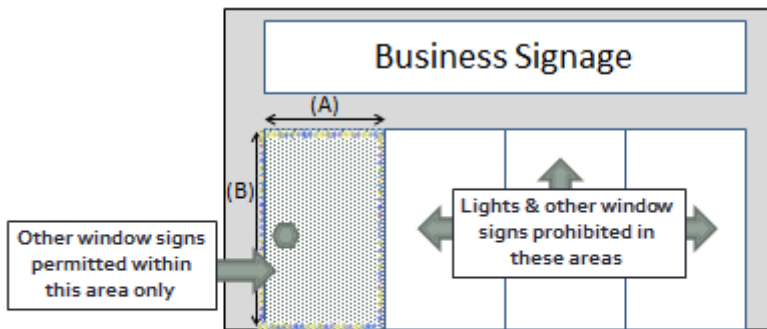 Business Signage
(A)
(B)
Other window signs
permitted within
this area only
Lights & other window
signs prohibited in
these areas